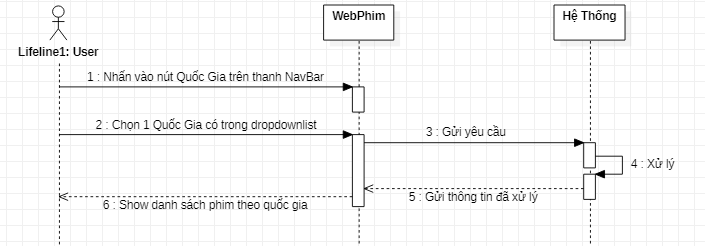 WebPhim
Hệ Thống
Lifeline1: User
1 : Nhấn vào nút Quốc Gia trên thanh NavBar
2 : Chọn 1 Quốc Gia có trong dropdownlist
3 : Gửi yêu cầu
4 : Xử lý
5 : Gửi thông tin đã xử lý
6 : Show danh sách phim theo quốc gia